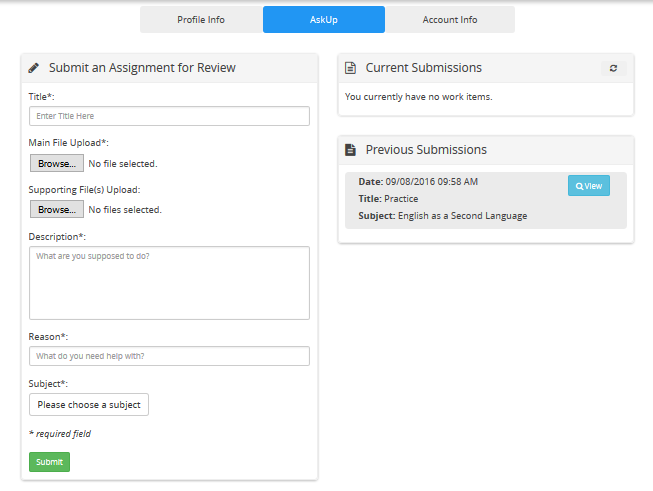 Profile Info
AskUp
Account Info
Submit an Assignment for Review
Title*:
Enter Title Here
Main File Upload*:
Browse... No file selected.
Supporting File(s) Upload:
Browse... No files selected.
Description*:
What are you supposed to do?
Reason*:
What do you need help with?
Subject*:
Please choose a subject
* required field
Submit
Current Submissions
You currently have no work items.
Previous Submissions
Date: 09/08/2016 09:58 AM
View
Title: Practice
Subject: English as a Second Language